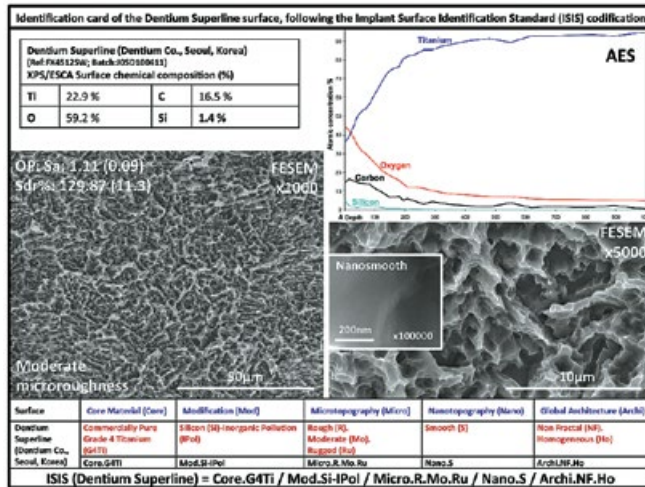 Identification card of the Dentium Superline surface, following the Implant Surface Identification Standard (ISIS) codification
Dentium Superline (Dentium Co., Seoul, Korea)
XPS/ESCA Surface chemical composition (%)
Ti 22.9 % C 16.5 %
O 59.2 % Si 1.4 %
AES
Titanium
Oxygen
Carbon
Silicon
Atomic concentration %
A Depth
OP: Sa: 1.11 (0.09)
Sdr%: 129.87 (11.3)
FESEM
x1000
Moderate
microroughness
50µm
FESEM
x5000
Nanosmooth
200nm
x100000
10µm
Surface Core Material (Core) Modification (Mod) Microtopography (Micro) Nanotopography (Nano) Global Architecture (Archi)
Dentium Superline (Dentium Co., Seoul, Korea)
Commercially Pure Grade 4 Titanium (G4Ti)
Silicon (Si)-Inorganic Pollution (IPol)
Rough (R). Moderate (Mo). Rugged (Ru)
Smooth (S)
Non Fractal (NF). Homogeneous (Ho)
Core.G4Ti Mod.Si-IPol Micro.R.Mo.Ru Nano.S Archi.NF.Ho
ISIS (Dentium Superline) = Core.G4Ti / Mod.Si-IPol / Micro.R.Mo.Ru / Nano.S / Archi.NF.Ho